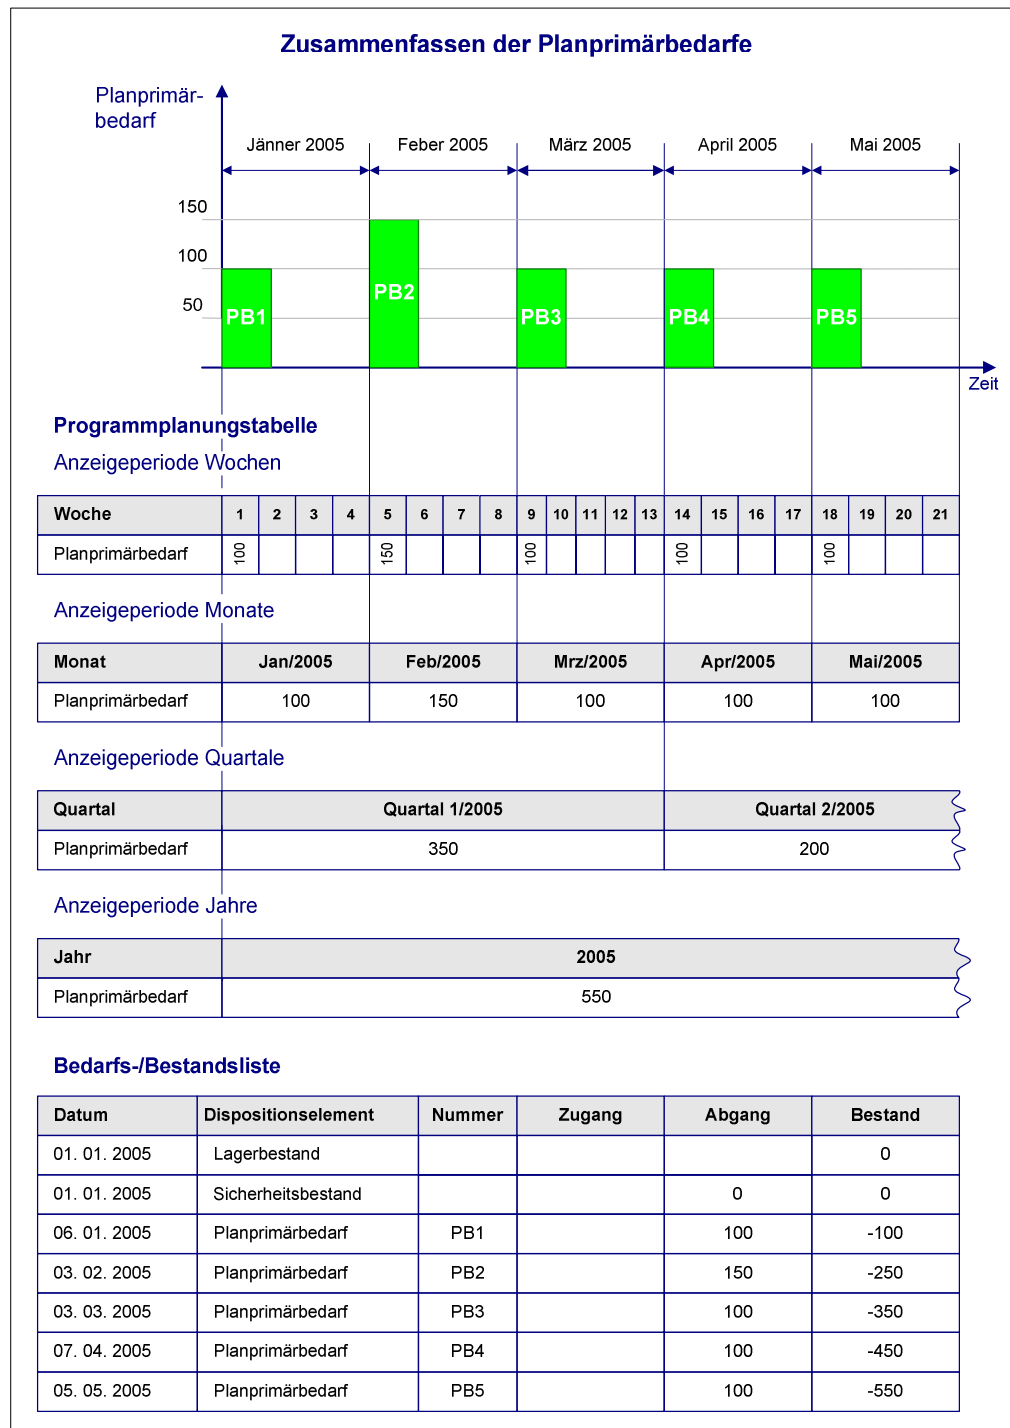 Zusammenfassen der Planprimärbedarfe
Planprimär-
bedarf
Jänner 2005 Feber 2005 März 2005 April 2005 Mai 2005
150
100
50
PB1 PB2 PB3 PB4 PB5
Zeit
Programmplanungstabelle
Anzeigeperiode Wochen
Woche 1 2 3 4 5 6 7 8 9 10 11 12 13 14 15 16 17 18 19 20 21
Planprimärbedarf 100 150 100 100 100
Anzeigeperiode Monate
Monat Jan/2005 Feb/2005 Mrz/2005 Apr/2005 Mai/2005
Planprimärbedarf 100 150 100 100 100
Anzeigeperiode Quartale
Quartal Quartal 1/2005 Quartal 2/2005
Planprimärbedarf 350 200
Anzeigeperiode Jahre
Jahr 2005
Planprimärbedarf 550
Bedarfs-/Bestandsliste
Datum Dispositionselement Nummer Zugang Abgang Bestand
01. 01. 2005 Lagerbestand 0
01. 01. 2005 Sicherheitsbestand 0 0
06. 01. 2005 Planprimärbedarf PB1 100 -100
03. 02. 2005 Planprimärbedarf PB2 150 -250
03. 03. 2005 Planprimärbedarf PB3 100 -350
07. 04. 2005 Planprimärbedarf PB4 100 -450
05. 05. 2005 Planprimärbedarf PB5 100 -550